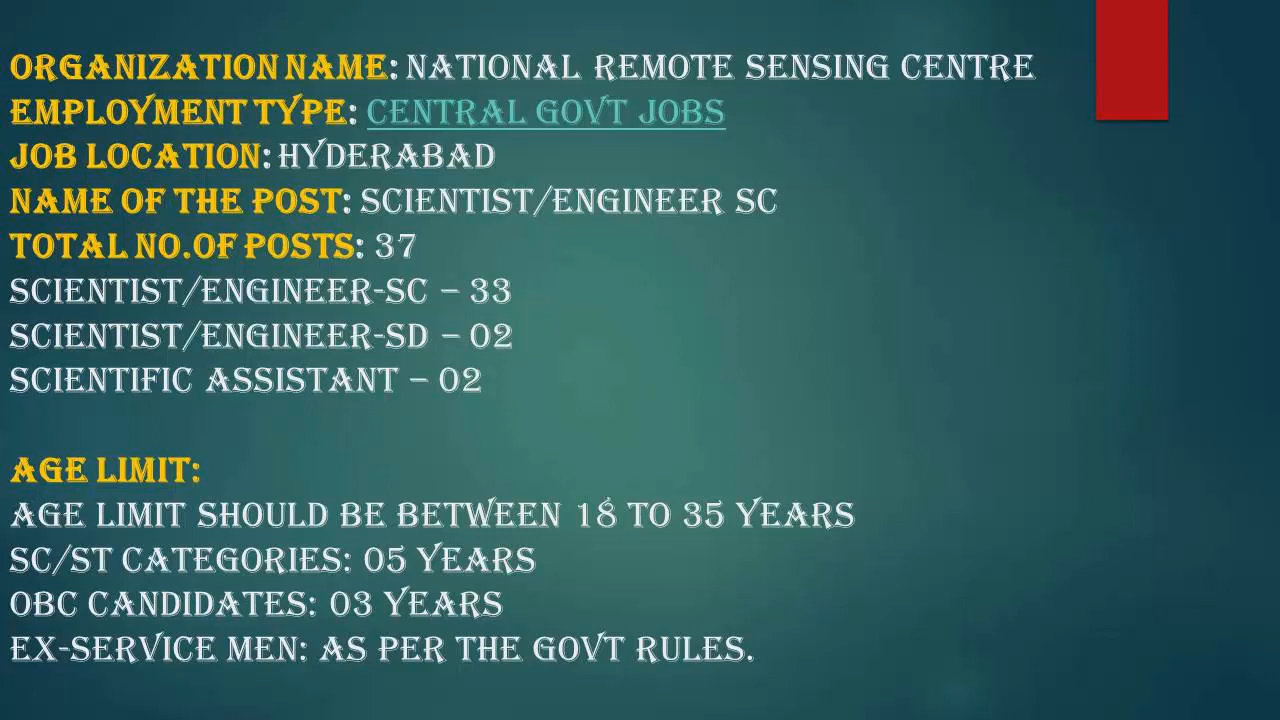 ORGANIZATION NAME: NATIONAL REMOTE SENSING CENTRE
EMPLOYMENT TYPE: CENTRAL GOVT JOBS
JOB LOCATION: HYDERABAD
NAME OF THE POST: SCIENTIST/ENGINEER SC
TOTAL NO.OF POSTS: 37
SCIENTIST/ENGINEER-SC – 33
SCIENTIST/ENGINEER-SD – 02
SCIENTIFIC ASSISTANT – 02
AGE LIMIT:
AGE LIMIT SHOULD BE BETWEEN 18 TO 35 YEARS
SC/ST CATEGORIES: 05 YEARS
OBC CANDIDATES: 03 YEARS
EX-SERVICE MEN: AS PER THE GOVT RULES.